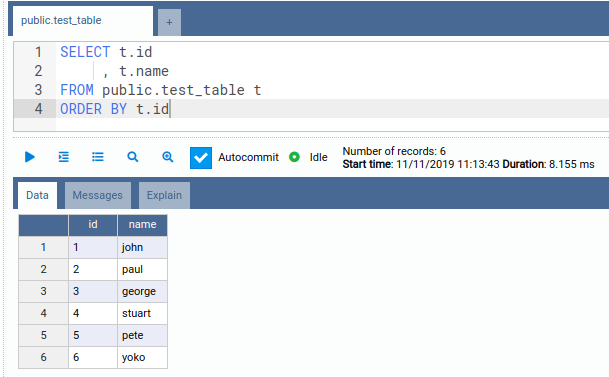 public.test_table +
1 SELECT t.id
2 , t.name
3 FROM public.test_table t
4 ORDER BY t.id
Autocommit Idle Number of records: 6
Start time: 11/11/2019 11:13:43 Duration: 8.155 ms
Data Messages Explain
id name
1 1 john
2 2 paul
3 3 george
4 4 stuart
5 5 pete
6 6 yoko